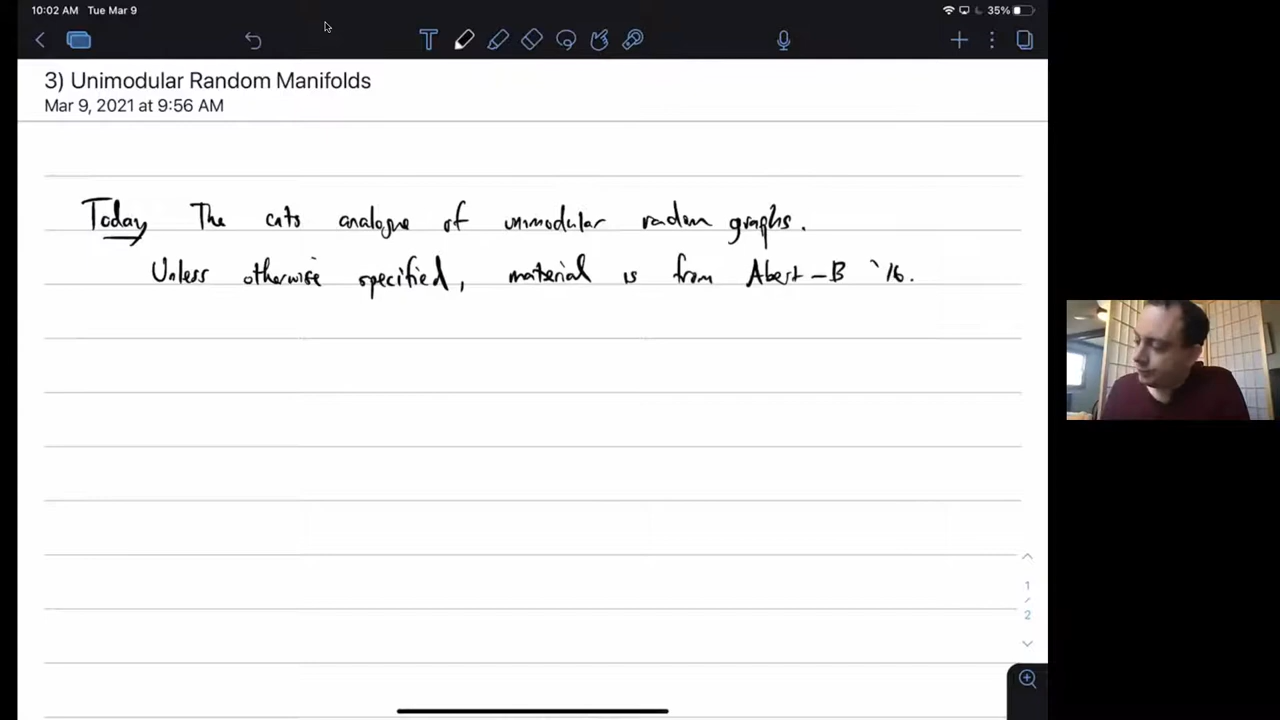 10:02 AM Tue Mar 9
35%
3) Unimodular Random Manifolds
Mar 9, 2021 at 9:56 AM
Today The cnts analogue of unimodular random graphs.
Unless otherwise specified, material is from Abert-B '16.
1
2